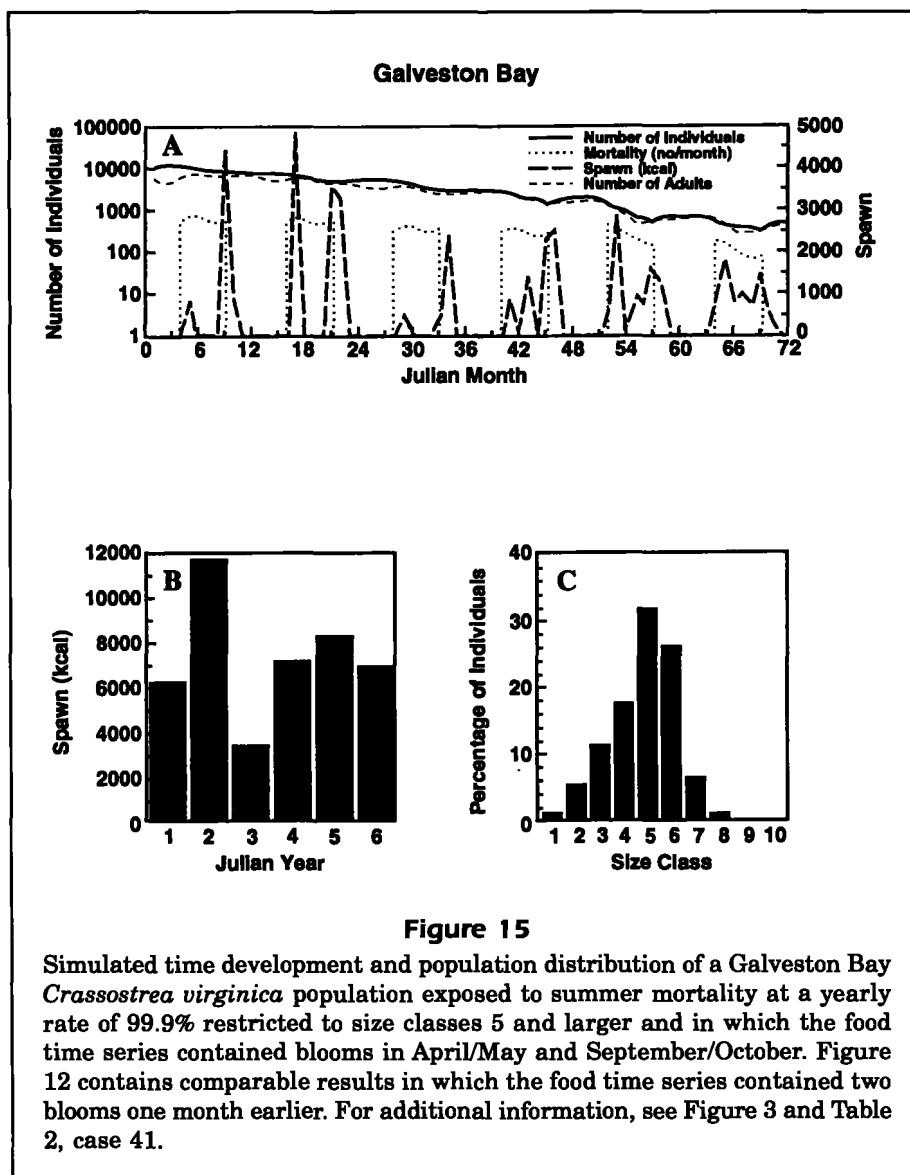 Galveston Bay
A
Number of Individuals
100000
10000
1000
100
10
1
Number of Individuals
Mortality (no/month)
Spawn (kcal)
Number of Adults
5000
4000
3000
2000
1000
0
Spawn
0 6 12 18 24 30 36 42 48 54 60 66 72
Julian Month
B
Spawn (kcal)
12000
10000
8000
6000
4000
2000
0
1 2 3 4 5 6
Julian Year
C
Percentage of Individuals
40
30
20
10
0
1 2 3 4 5 6 7 8 9 10
Size Class
Figure 15
Simulated time development and population distribution of a Galveston Bay
Crassostrea virginica population exposed to summer mortality at a yearly
rate of 99.9% restricted to size classes 5 and larger and in which the food
time series contained blooms in April/May and September/October. Figure
12 contains comparable results in which the food time series contained two
blooms one month earlier. For additional information, see Figure 3 and Table
2, case 41.